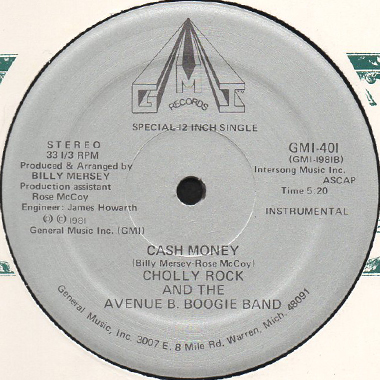 GMI
RECORDS
SPECIAL 12 INCH SINGLE
STEREO
33 1/3 RPM
Produced & Arranged by
BILLY MERSEY
Production assistant
Rose McCoy
Engineer: James Howarth
© ℗ 1981
General Music Inc. (GMI)
GMI-401
(GMI-1981B)
Intersong Music Inc.
ASCAP
Time 5:20
INSTRUMENTAL
CASH MONEY
(Billy Mersey-Rose McCoy)
CHOLLY ROCK
AND THE
AVENUE B. BOOGIE BAND
General Music, Inc. 3007 E. 8 Mile Rd. Warren, Mich. 48091